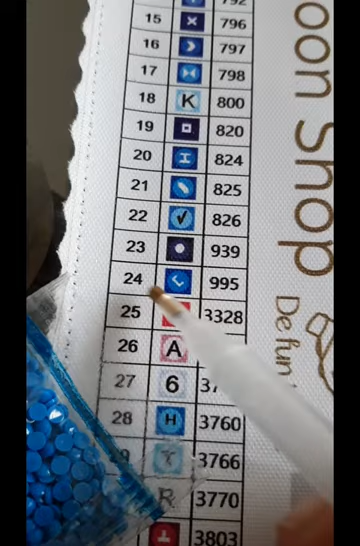 792
15 796
16 797
17 798
18 K 800
19 820
20 824
21 825
22 826
23 939
24 995
25 3328
26 A
27 6
28 H 3760
3766
R 3770
3803
oon Shop
De fun